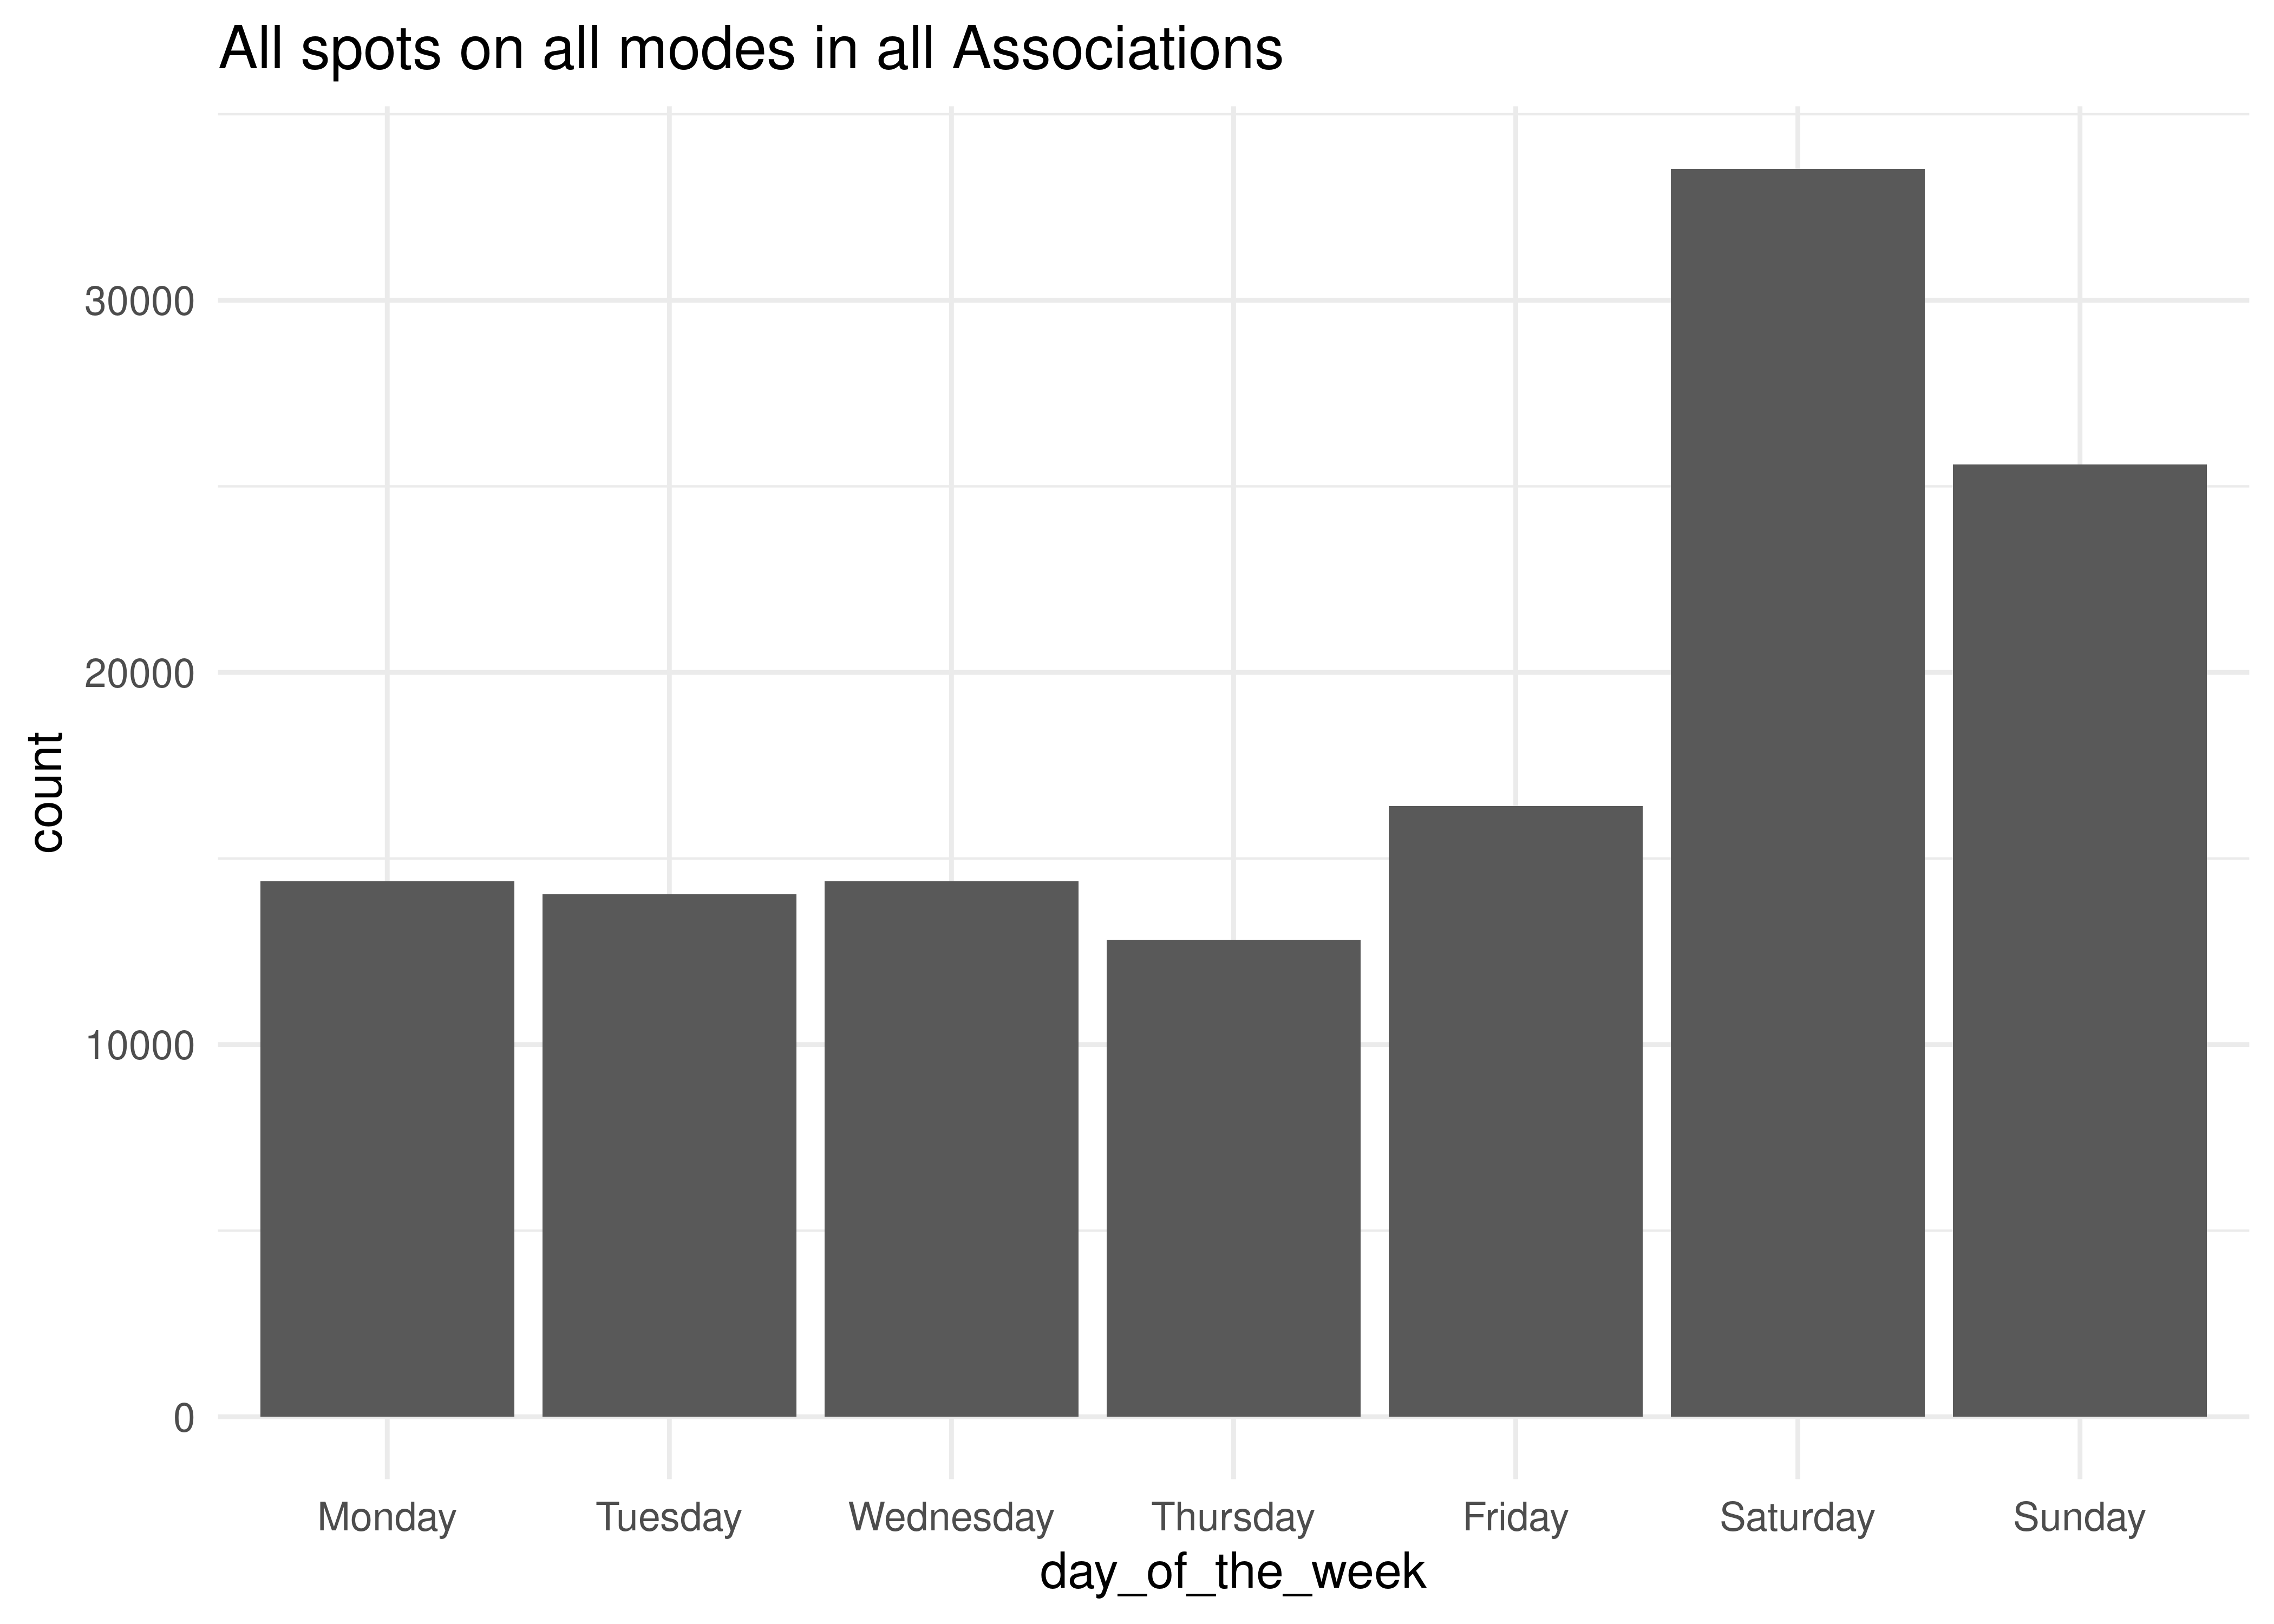 All spots on all modes in all Associations
30000
20000
10000
0
count
Monday Tuesday Wednesday Thursday Friday Saturday Sunday
day_of_the_week